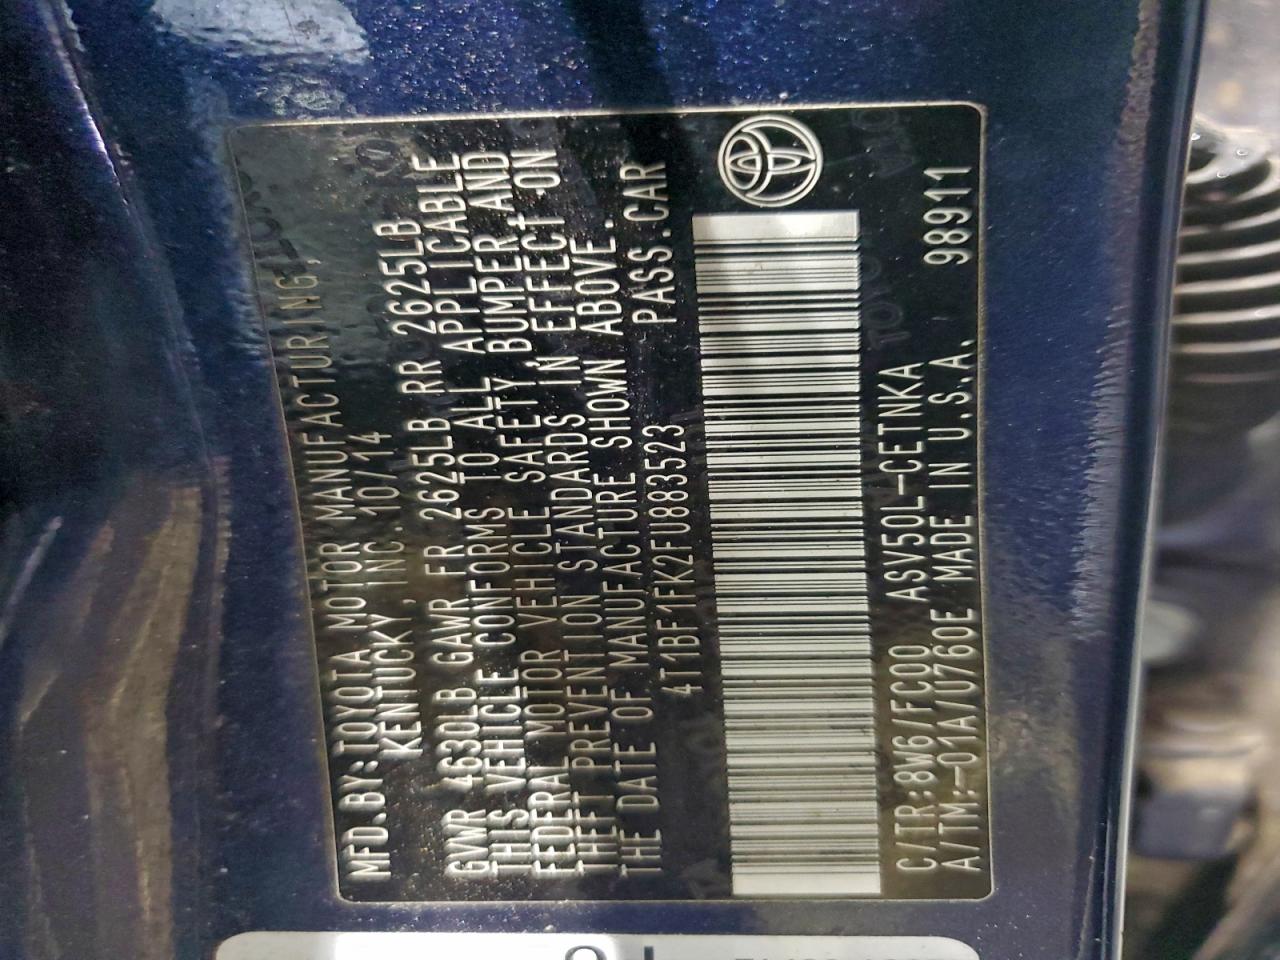 MFD.BY:TOYOTA MOTOR MANUFACTURING,
KENTUCKY, INC. 10/14
GVWR 4630LB GAWR FR 2625LB RR 2625LB
THIS VEHICLE CONFORMS TO ALL APPLICABLE
FEDERAL MOTOR VEHICLE SAFETY, BUMPER, AND
THEFT PREVENTION STANDARDS IN EFFECT ON
THE DATE OF MANUFACTURE SHOWN ABOVE.
4T1BF1FK2FU883523 PASS.CAR
C/TR:8W6/FC00 ASV50L-CETNKA
A/TM:-01A/U760E MADE IN U.S.A. 98911